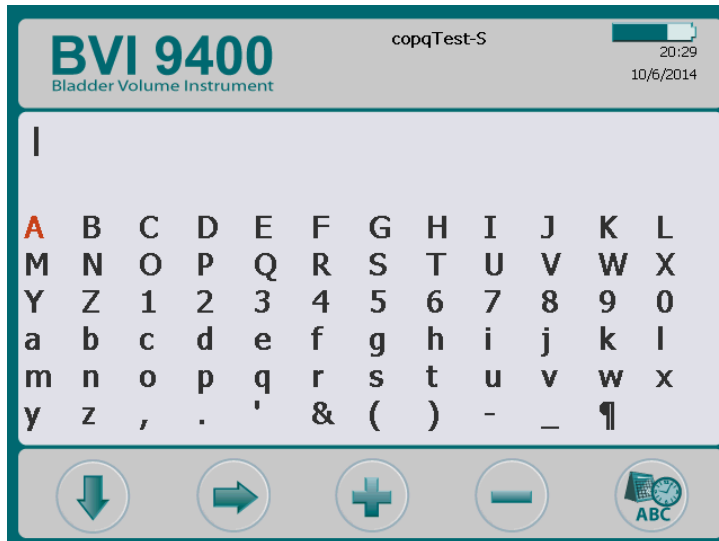 BVI 9400
Bladder Volume Instrument
copqTest-S
20:29
10/6/2014
A B C D E F G H I J K L
M N O P Q R S T U V W X
Y Z 1 2 3 4 5 6 7 8 9 0
a b c d e f g h i j k l
m n o p q r s t u v w x
y z , . ' & ( ) - _ ¶
ABC